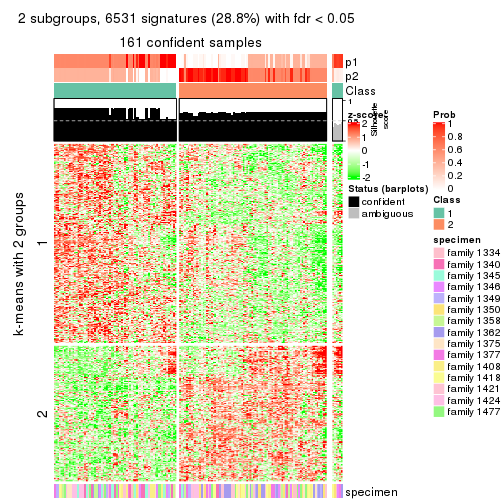 2 subgroups, 6531 signatures (28.8%) with fdr < 0.05
161 confident samples
p1
p2
Class
1
0.5
0
Silhouette score
k-means with 2 groups
1
2
specimen
z-score
2
1
0
-1
-2
Status (barplots)
confident
ambiguous
Prob
1
0.8
0.6
0.4
0.2
0
Class
1
2
specimen
family 1334
family 1340
family 1345
family 1346
family 1349
family 1350
family 1358
family 1362
family 1375
family 1377
family 1408
family 1418
family 1421
family 1424
family 1477